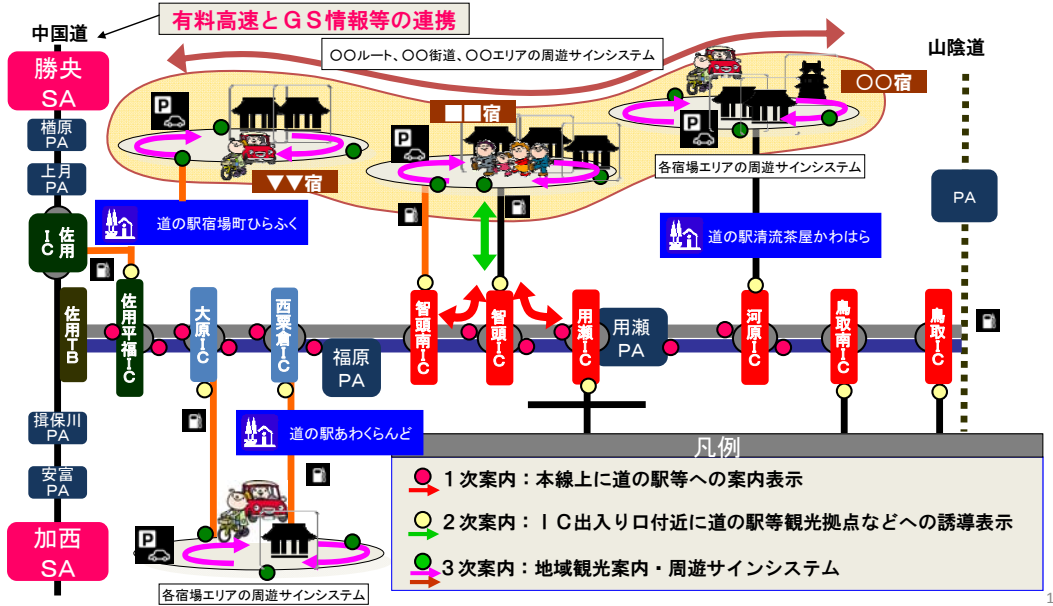 有料高速とGS情報等の連携
中国道
〇〇ルート、〇〇街道、〇〇エリアの周遊サインシステム
山陰道
勝央
SA
楢原
PA
上月
PA
佐用
IC
P
▼▼宿
P
■■宿
P
〇〇宿
各宿場エリアの周遊サインシステム
道の駅宿場町ひらふく
道の駅清流茶屋かわはら
PA
佐用TB
佐用平福IC
大原IC
西粟倉IC
福原
PA
智頭南IC
智頭IC
用瀬IC
用瀬
PA
河原IC
鳥取南IC
鳥取IC
揖保川
PA
安富
PA
加西
SA
道の駅あわくらんど
P
各宿場エリアの周遊サインシステム
凡例
1次案内：本線上に道の駅等への案内表示
2次案内：IC出入り口付近に道の駅等観光拠点などへの誘導表示
3次案内：地域観光案内・周遊サインシステム
1